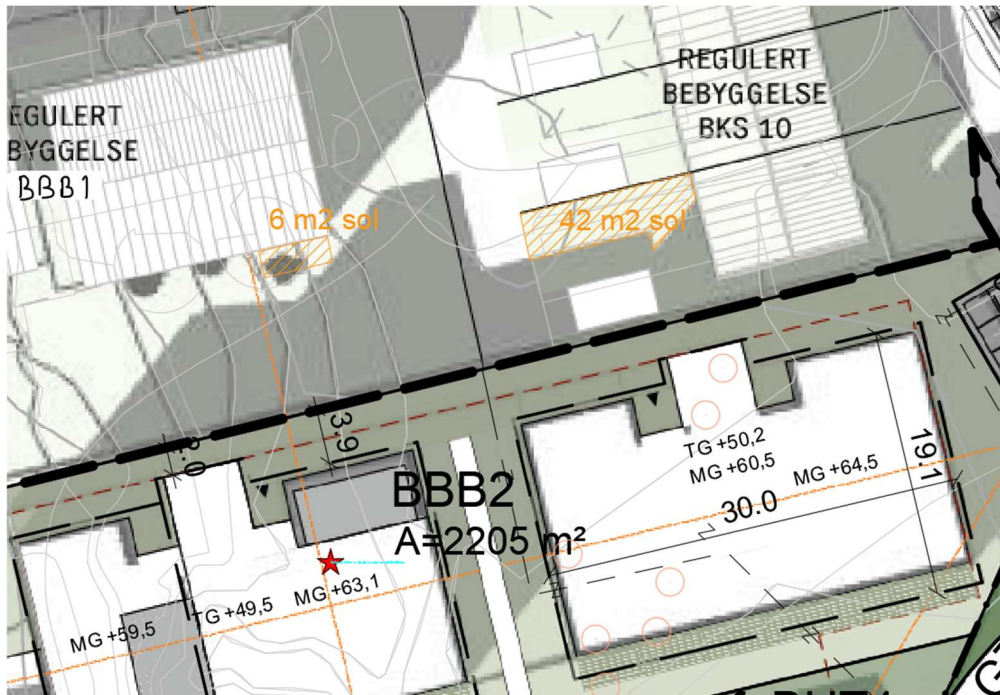 REGULERT
BEBYGGELSE
BKS 10
EGULERT
BYGGELSE
BBB1
6 m2 sol
42 m2 sol
2.0
3.9
TG +50,2
MG +60,5
MG +64,5
19.1
30.0
BBB2
A=2205 m²
MG +63,1
TG +49,5
MG +59,5